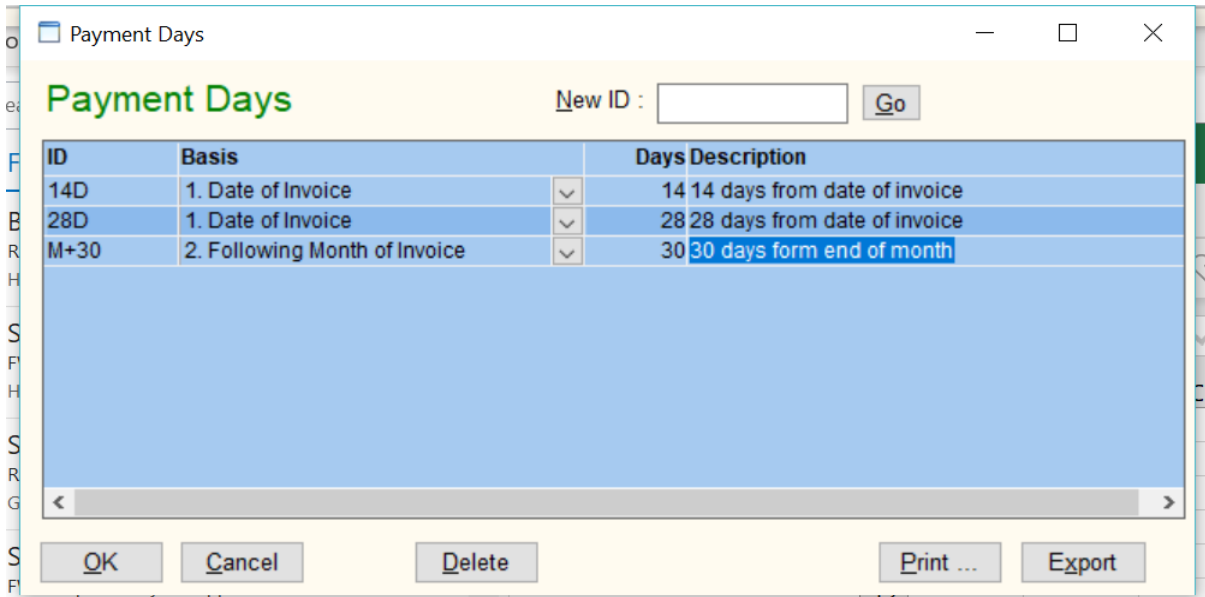 Payment Days
Payment Days
New ID :
Go
ID Basis Days Description
14D 1. Date of Invoice 14 14 days from date of invoice
28D 1. Date of Invoice 28 28 days from date of invoice
M+30 2. Following Month of Invoice 30 30 days form end of month
OK Cancel Delete Print ... Export